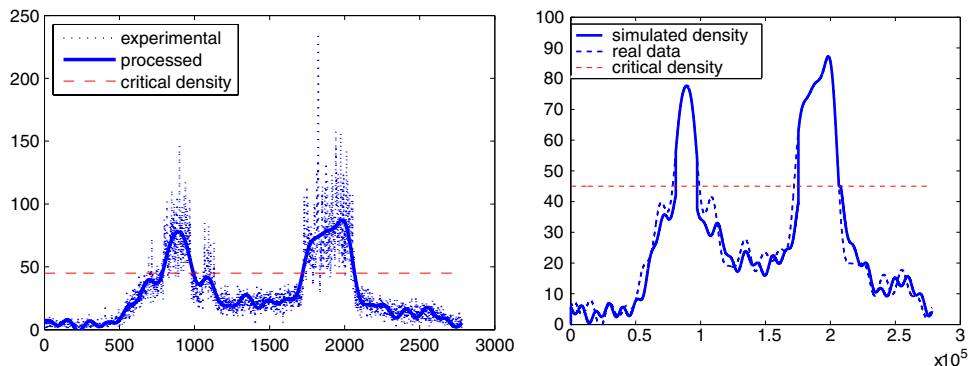 250
200
150
100
50
0
experimental
processed
critical density
0 500 1000 1500 2000 2500 3000
100
90
80
70
60
50
40
30
20
10
0
simulated density
real data
critical density
0 0.5 1 1.5 2 2.5 3
x10^5